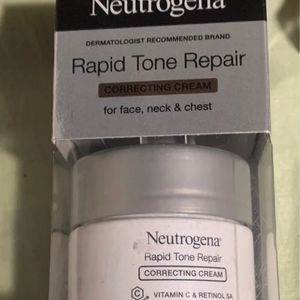 Neutrogena
DERMATOLOGIST RECOMMENDED BRAND
Rapid Tone Repair
CORRECTING CREAM
for face, neck & chest
Neutrogena®
Rapid Tone Repair
CORRECTING CREAM
C VITAMIN C & RETINOL SA